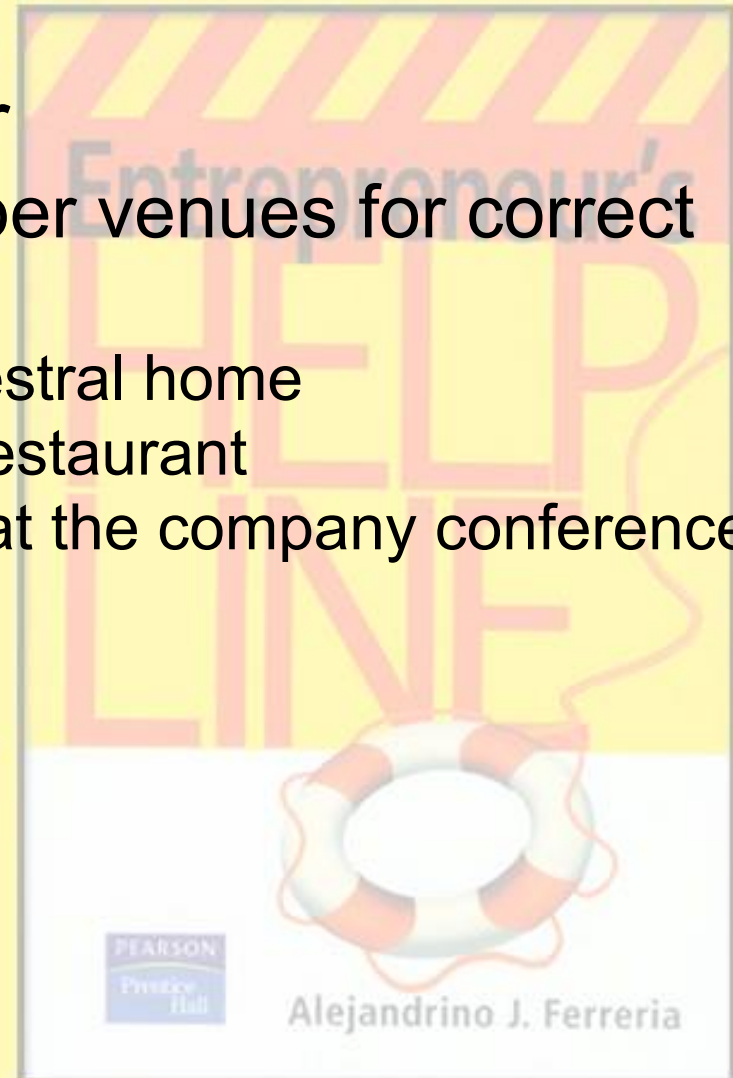 r
Entrepreneur's
per venues for correct
HELP
estral home
estaurant
at the company conference
LINE
PEARSON
Prentice
Hall
Alejandrino J. Ferreria